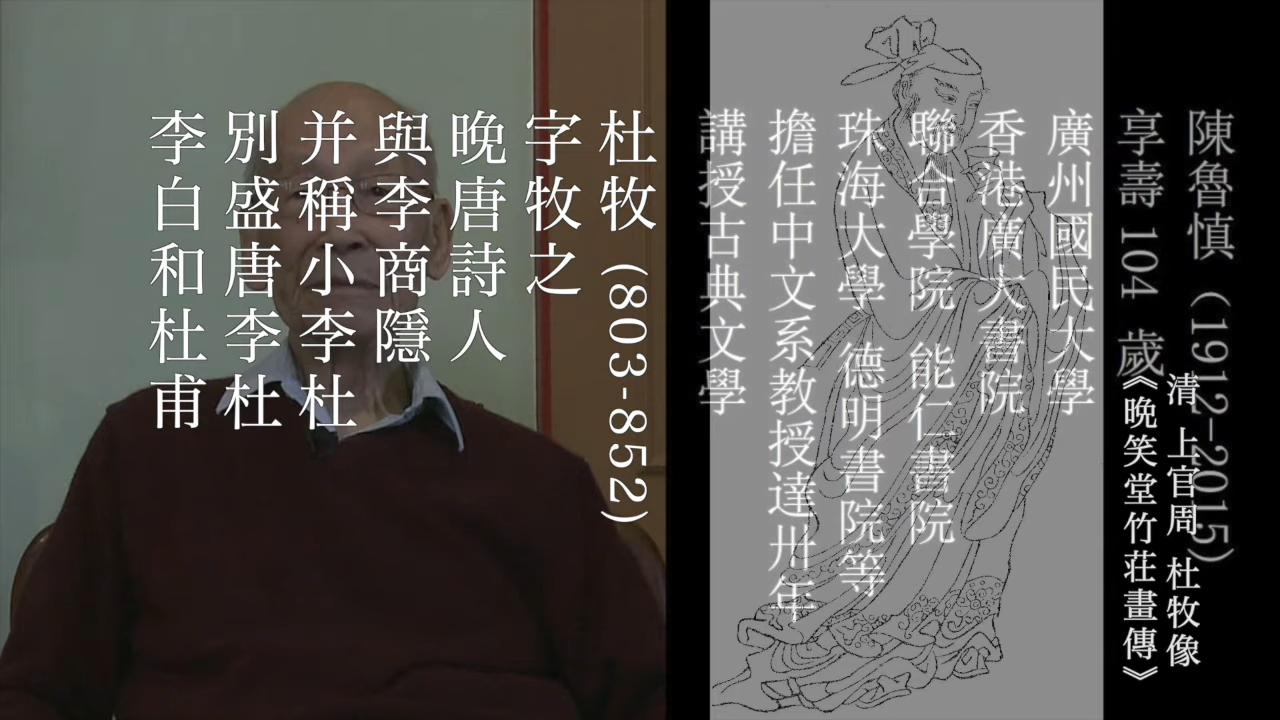 陳魯慎（1912-2015）
享壽 104 歲
廣州國民大學
香港廣大書院
聯合學院 能仁書院
珠海大學 德明書院等
擔任中文系教授達卅年
講授古典文學
清 上官周 杜牧像
《晚笑堂竹荘畫傳》
杜牧 (803-852)
字牧之
晚唐詩人
與李商隱
并稱小李杜
別盛唐李杜
李白和杜甫